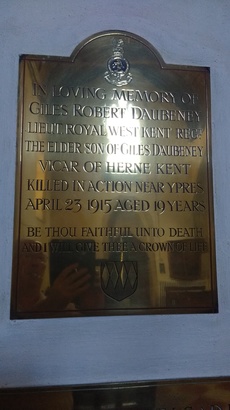 IN LOVING MEMORY OF
GILES ROBERT DAUBENEY
LIEUT. ROYAL WEST KENT REGT
THE ELDER SON OF GILES DAUBENEY
VICAR OF HERNE KENT
KILLED IN ACTION NEAR YPRES
APRIL 23 1915 AGED 19 YEARS
BE THOU FAITHFUL UNTO DEATH
AND I WILL GIVE THEE A CROWN OF LIFE